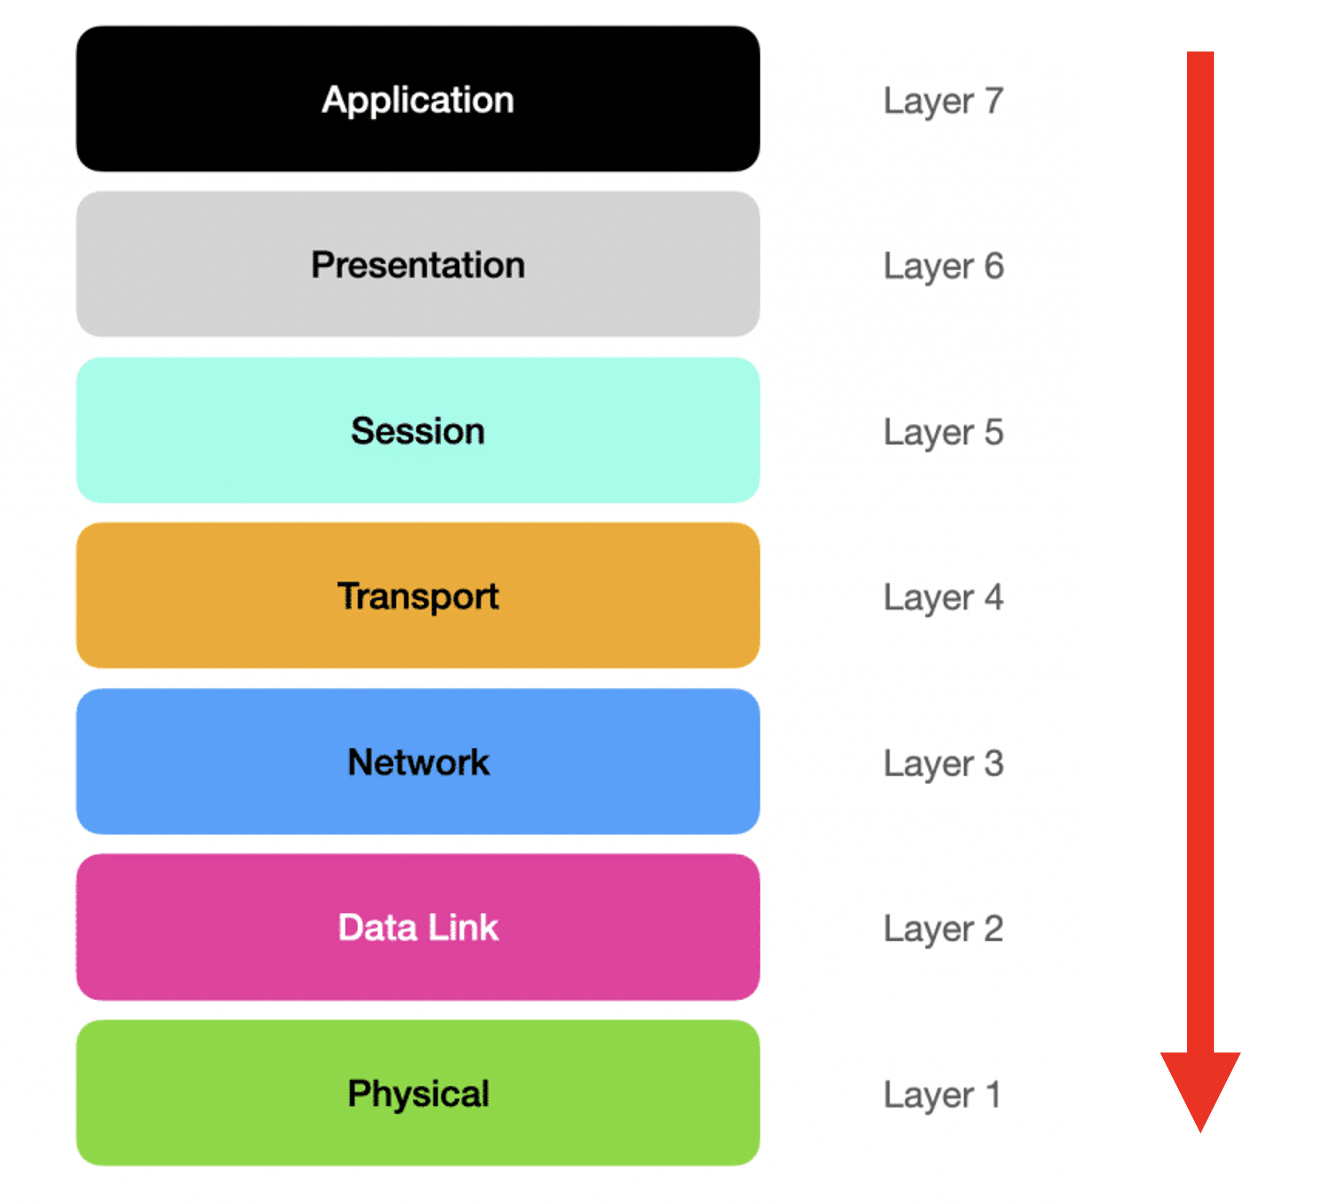 Application Layer 7
Presentation Layer 6
Session Layer 5
Transport Layer 4
Network Layer 3
Data Link Layer 2
Physical Layer 1